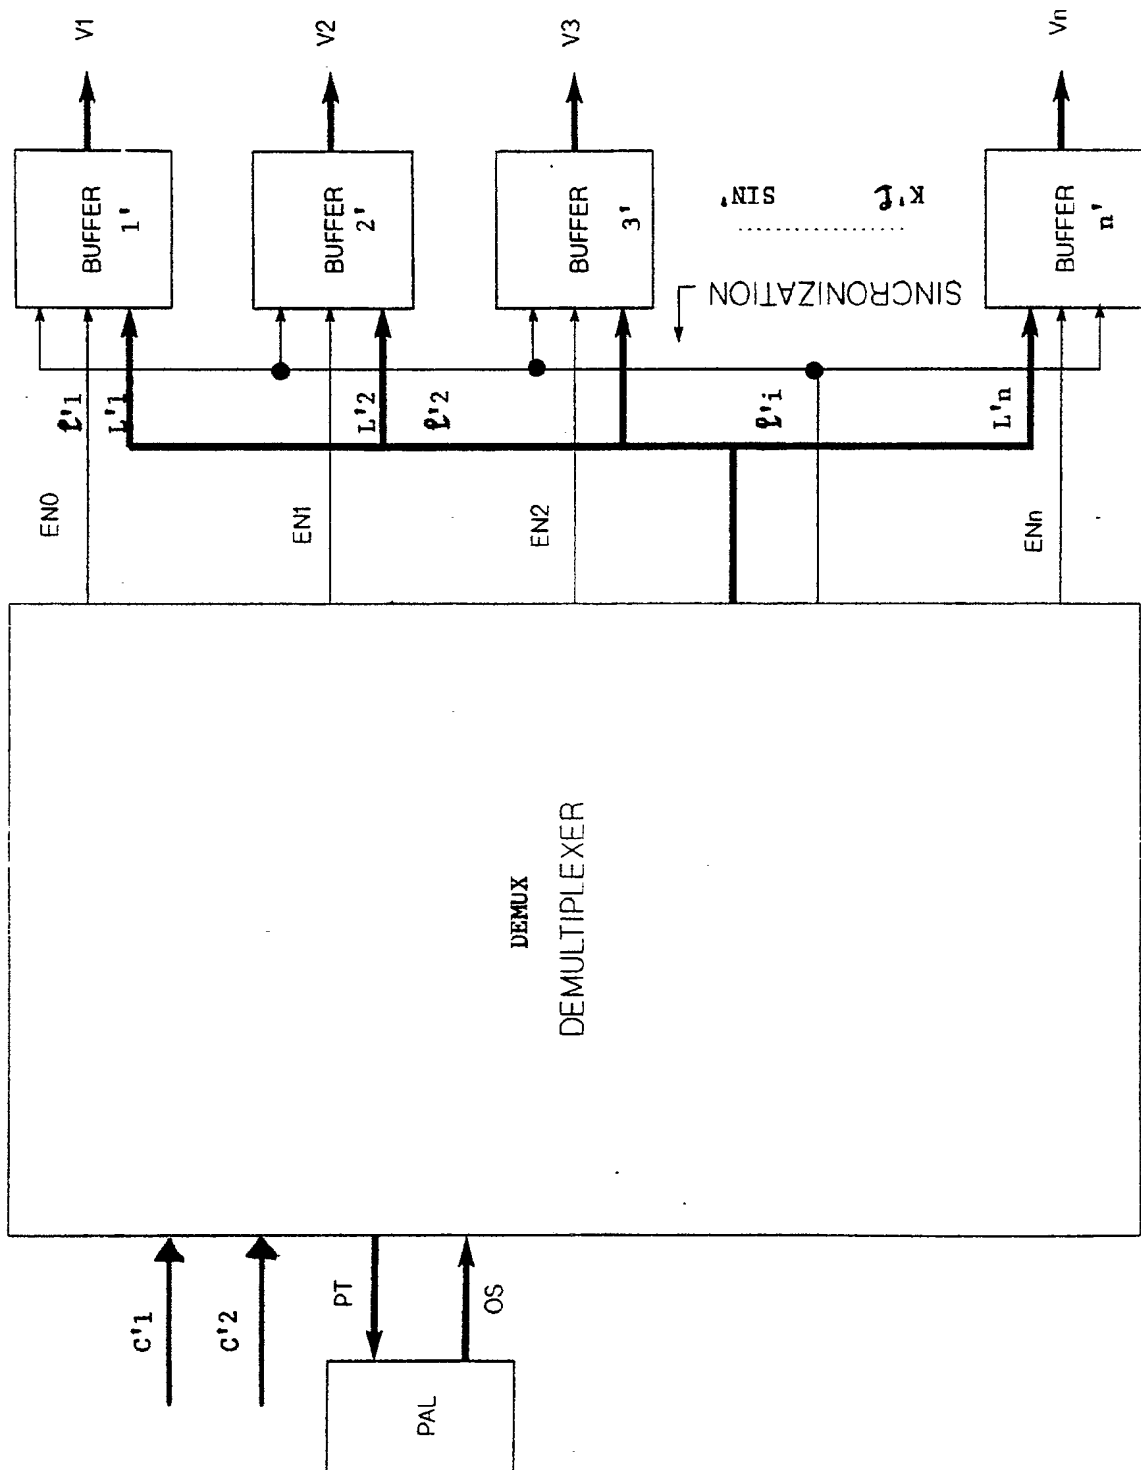 V1
V2
V3
Vn
BUFFER
1'
BUFFER
2'
BUFFER
3'
BUFFER
n'
SIN'
K'ℓ
SINCRONIZATION
ℓ'1
L'1
L'2
ℓ'2
ℓ'i
L'n
EN0
EN1
EN2
ENn
DEMUX
DEMULTIPLEXER
C'1
C'2
PT
OS
PAL